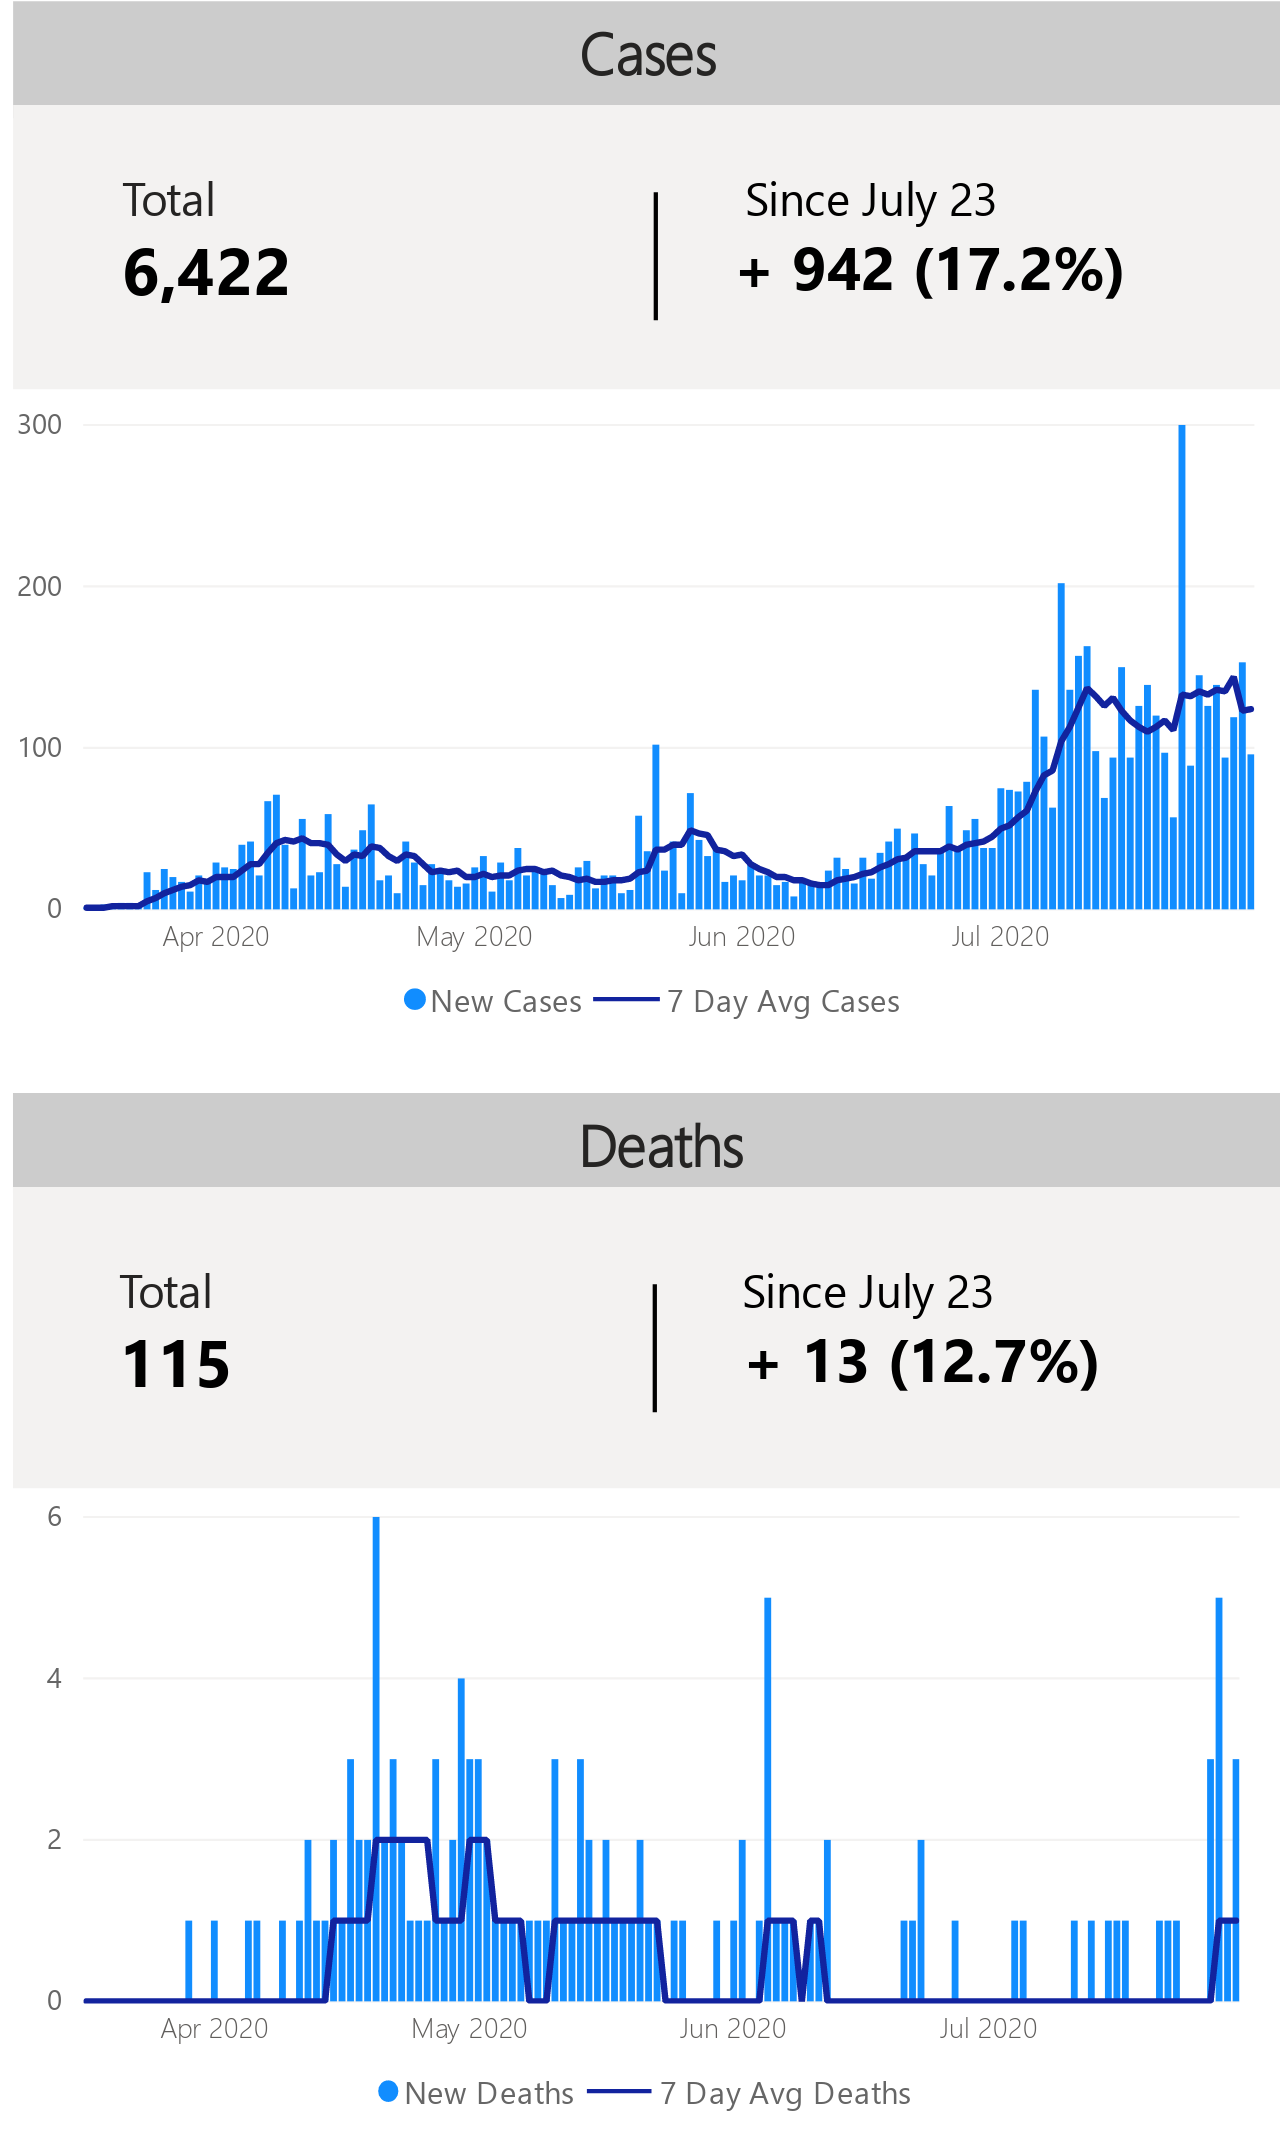 Cases
Total
Since July 23
6,422
+ 942 (17.2%)
300
200
100
0
Apr 2020
May 2020
Jun 2020
Jul 2020
New Cases
7 Day Avg Cases
Deaths
Total
Since July 23
115
+ 13 (12.7%)
6
4
2
0
Apr 2020
May 2020
Jun 2020
Jul 2020
New Deaths
7 Day Avg Deaths